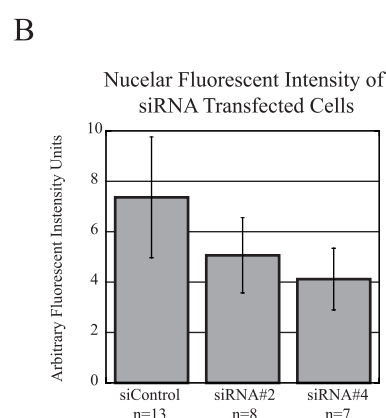 B
Nucelar Fluorescent Intensity of
siRNA Transfected Cells
Arbitrary Fluorescent Instensity Units
10
8
6
4
2
0
siControl siRNA#2 siRNA#4
n=13 n=8 n=7